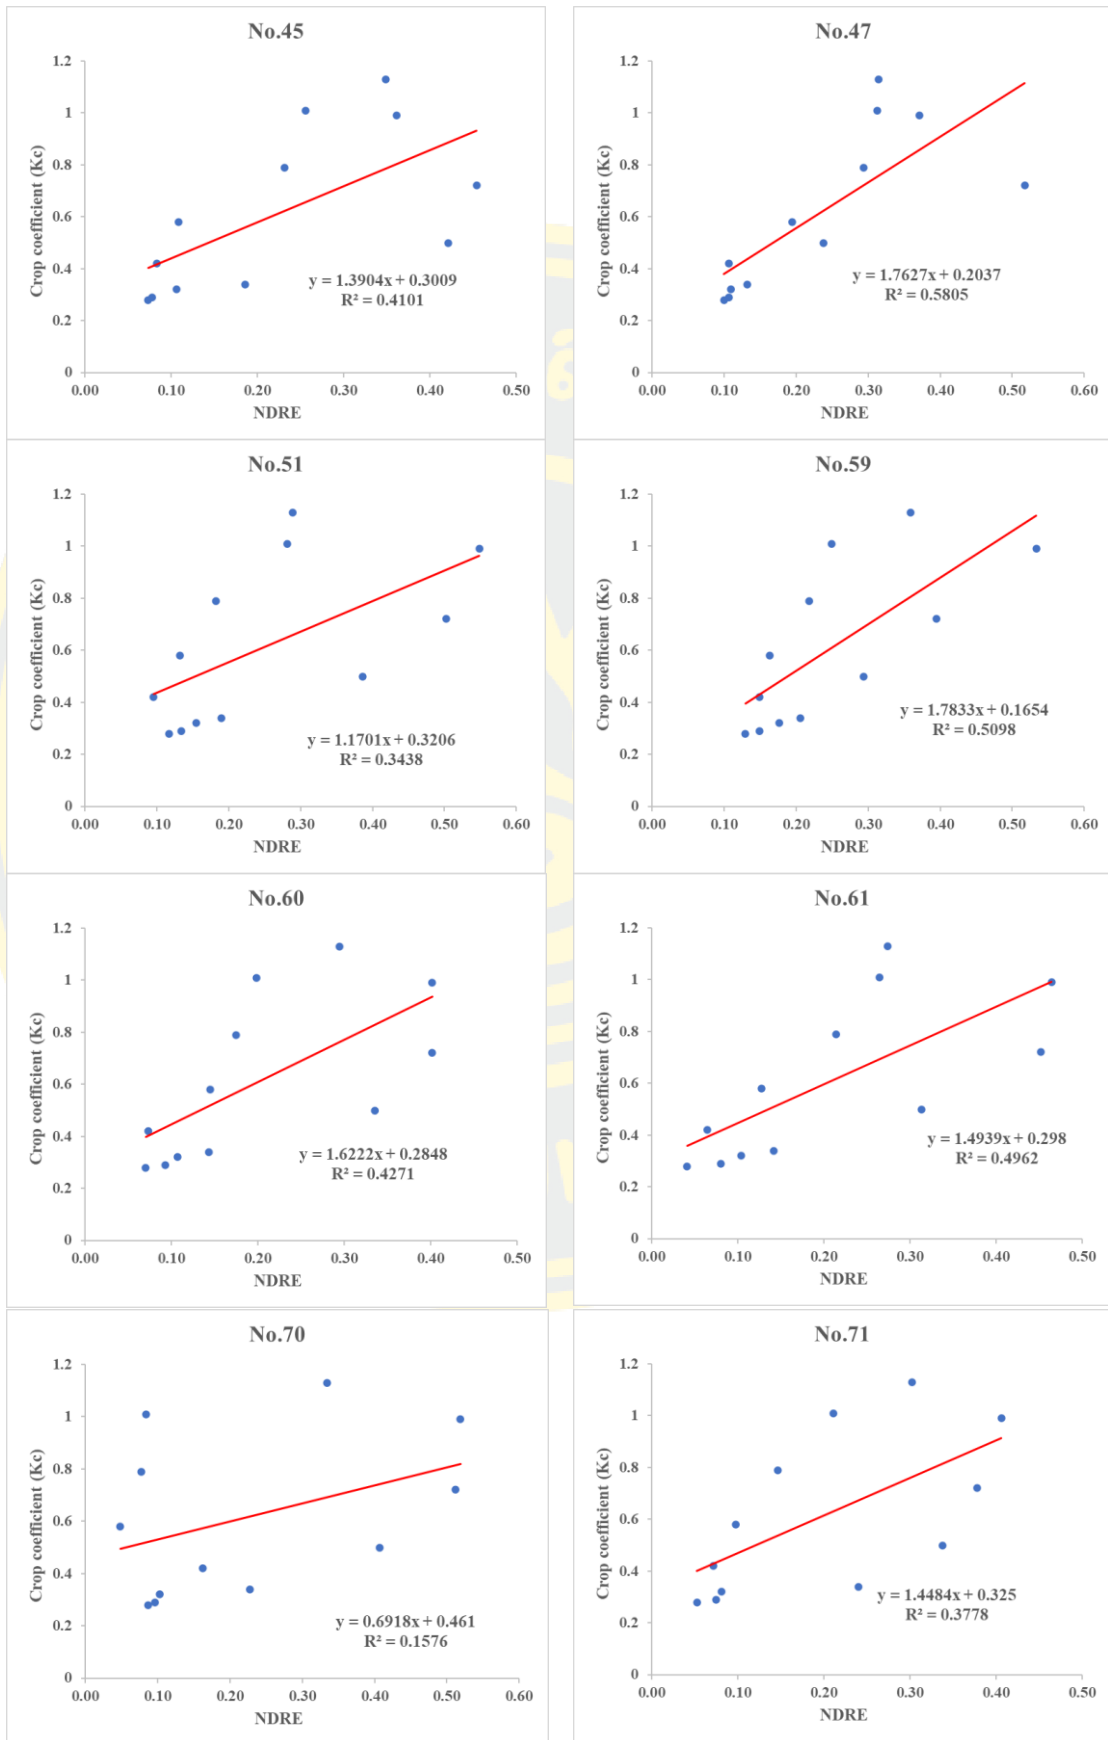 No.45
Crop coefficient (Kc)
1.2
1
0.8
0.6
0.4
0.2
0
y = 1.3904x + 0.3009
R² = 0.4101
0.00 0.10 0.20 0.30 0.40 0.50
NDRE
No.47
Crop coefficient (Kc)
1.2
1
0.8
0.6
0.4
0.2
0
y = 1.7627x + 0.2037
R² = 0.5805
0.00 0.10 0.20 0.30 0.40 0.50 0.60
NDRE
No.51
Crop coefficient (Kc)
1.2
1
0.8
0.6
0.4
0.2
0
y = 1.1701x + 0.3206
R² = 0.3438
0.00 0.10 0.20 0.30 0.40 0.50 0.60
NDRE
No.59
Crop coefficient (Kc)
1.2
1
0.8
0.6
0.4
0.2
0
y = 1.7833x + 0.1654
R² = 0.5098
0.00 0.10 0.20 0.30 0.40 0.50 0.60
NDRE
No.60
Crop coefficient (Kc)
1.2
1
0.8
0.6
0.4
0.2
0
y = 1.6222x + 0.2848
R² = 0.4271
0.00 0.10 0.20 0.30 0.40 0.50
NDRE
No.61
Crop coefficient (Kc)
1.2
1
0.8
0.6
0.4
0.2
0
y = 1.4939x + 0.298
R² = 0.4962
0.00 0.10 0.20 0.30 0.40 0.50
NDRE
No.70
Crop coefficient (Kc)
1.2
1
0.8
0.6
0.4
0.2
0
y = 0.6918x + 0.461
R² = 0.1576
0.00 0.10 0.20 0.30 0.40 0.50 0.60
NDRE
No.71
Crop coefficient (Kc)
1.2
1
0.8
0.6
0.4
0.2
0
y = 1.4484x + 0.325
R² = 0.3778
0.00 0.10 0.20 0.30 0.40 0.50
NDRE